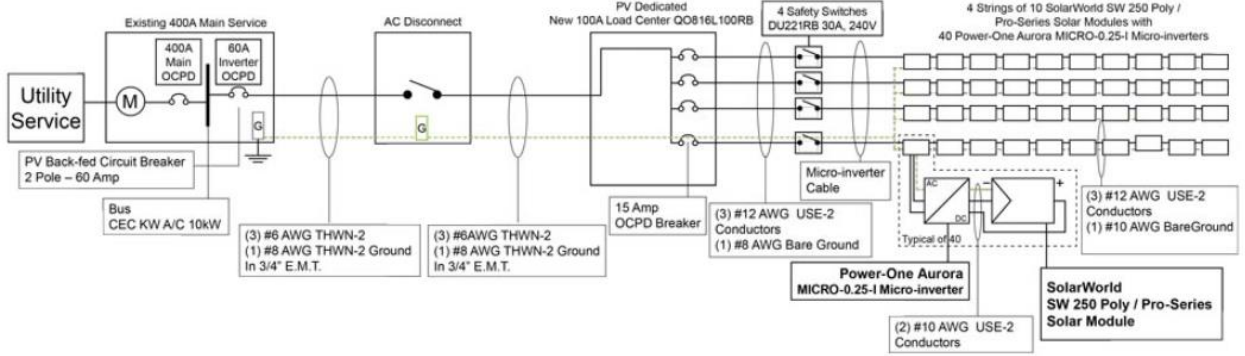 Existing 400A Main Service
AC Disconnect
PV Dedicated
New 100A Load Center QO816L100RB
4 Safety Switches
DU221RB 30A, 240V
4 Strings of 10 SolarWorld SW 250 Poly /
Pro-Series Solar Modules with
40 Power-One Aurora MICRO-0.25-I Micro-inverters
400A
Main
OCPD
60A
Inverter
OCPD
Utility
Service
M
G
G
PV Back-fed Circuit Breaker
2 Pole – 60 Amp
Bus
CEC KW A/C 10kW
(3) #6 AWG THWN-2
(1) #8 AWG THWN-2 Ground
In 3/4" E.M.T.
(3) #6AWG THWN-2
(1) #8 AWG THWN-2 Ground
In 3/4" E.M.T.
15 Amp
OCPD Breaker
(3) #12 AWG USE-2
Conductors
(1) #8 AWG Bare Ground
Micro-inverter
Cable
AC
DC
–
+
Typical of 40
(3) #12 AWG USE-2
Conductors
(1) #10 AWG BareGround
Power-One Aurora
MICRO-0.25-I Micro-inverter
SolarWorld
SW 250 Poly / Pro-Series
Solar Module
(2) #10 AWG USE-2
Conductors